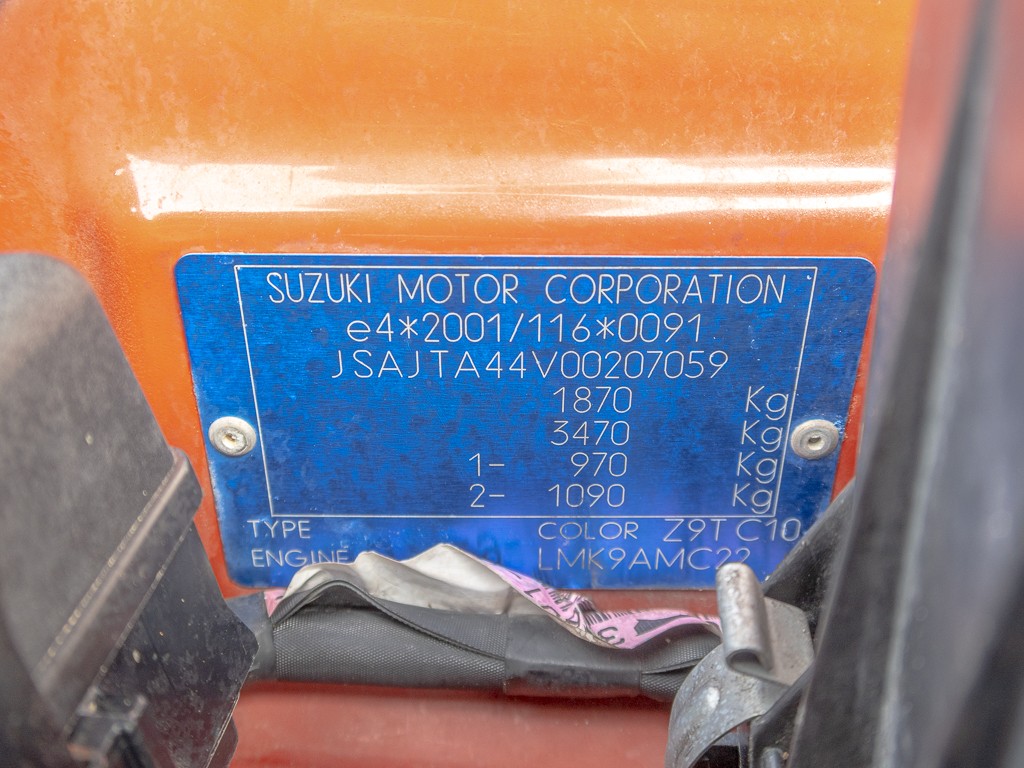 SUZUKI MOTOR CORPORATION
e4*2001/116*0091
JSAJTA44V00207059
1870 Kg
3470 Kg
1- 970 Kg
2- 1090 Kg
TYPE COLOR Z9T C10
ENGINE LMK9AMC22